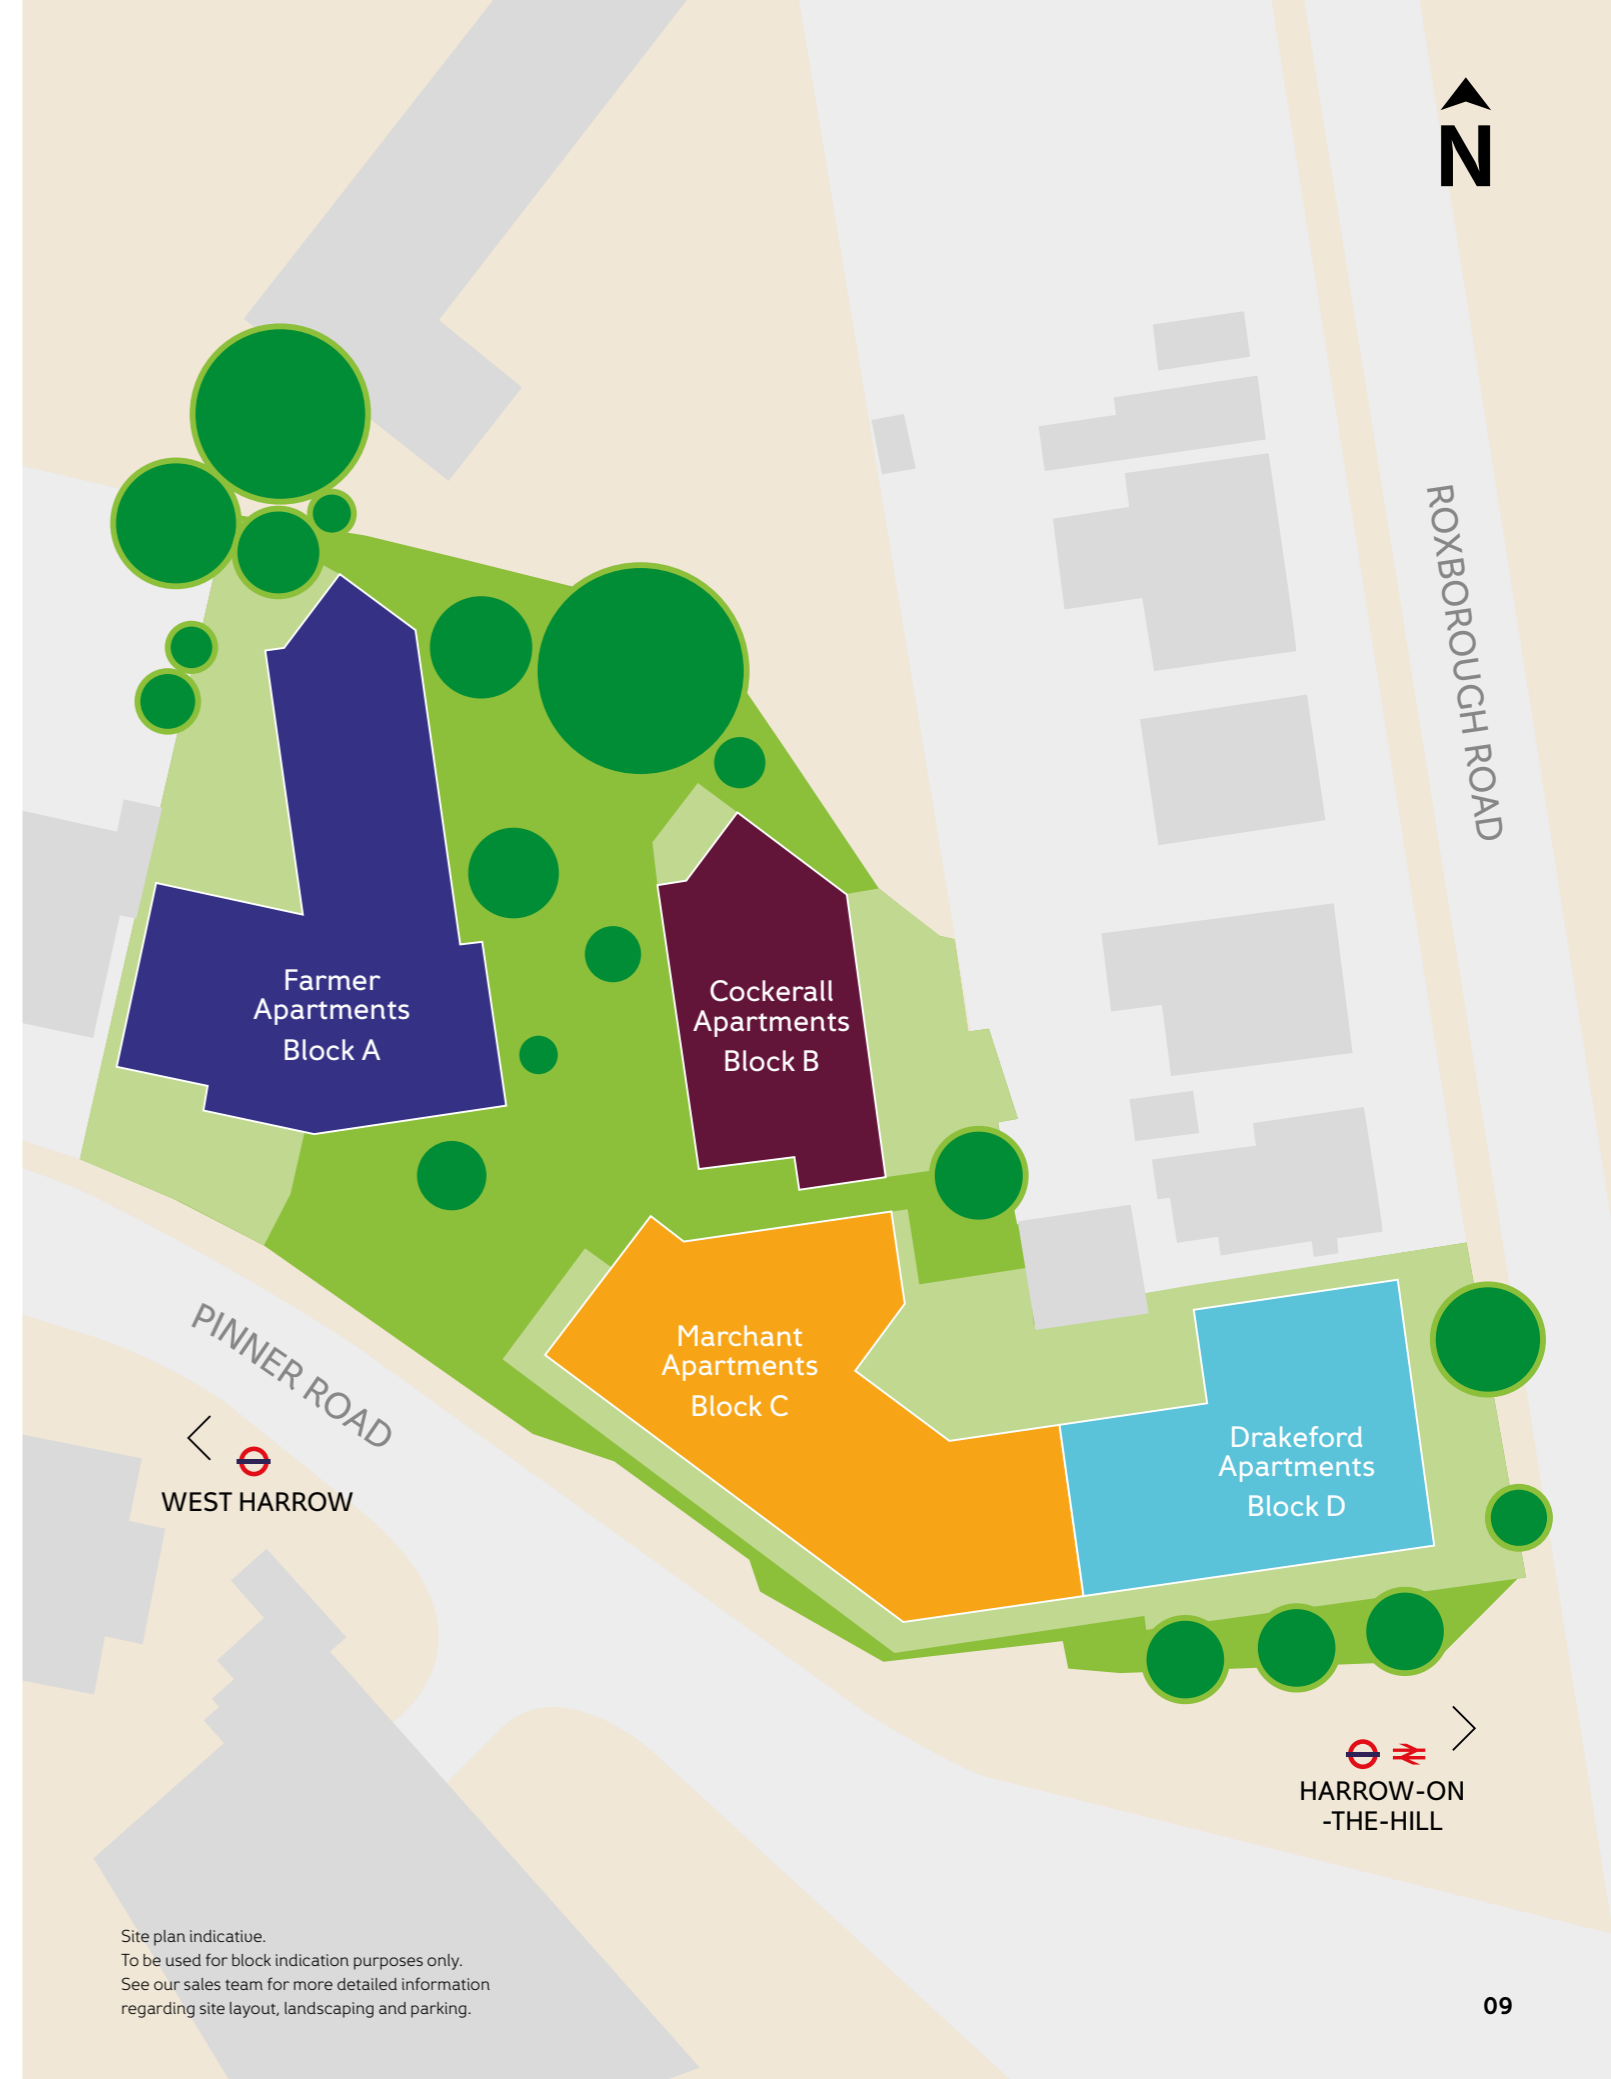 N
ROXBOROUGH ROAD
Farmer
Apartments
Block A
Cockerall
Apartments
Block B
Marchant
Apartments
Block C
Drakeford
Apartments
Block D
PINNER ROAD
WEST HARROW
HARROW-ON
-THE-HILL
Site plan indicative.
To be used for block indication purposes only.
See our sales team for more detailed information
regarding site layout, landscaping and parking.
09